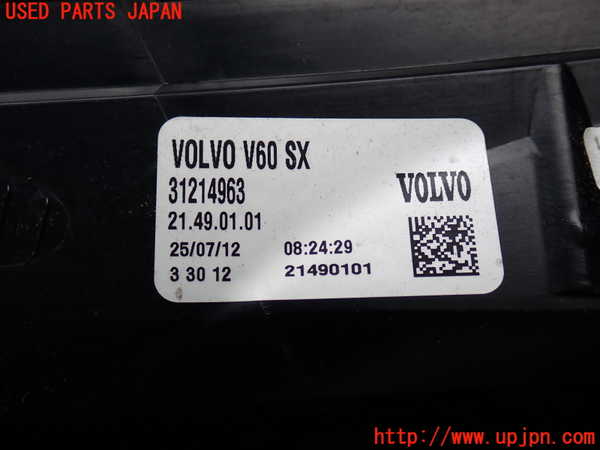 USED PARTS JAPAN
VOLVO V60 SX
31214963
VOLVO
21.49.01.01
25/07/12 08:24:29
3 30 12 21490101
http://www.upjpn.com/